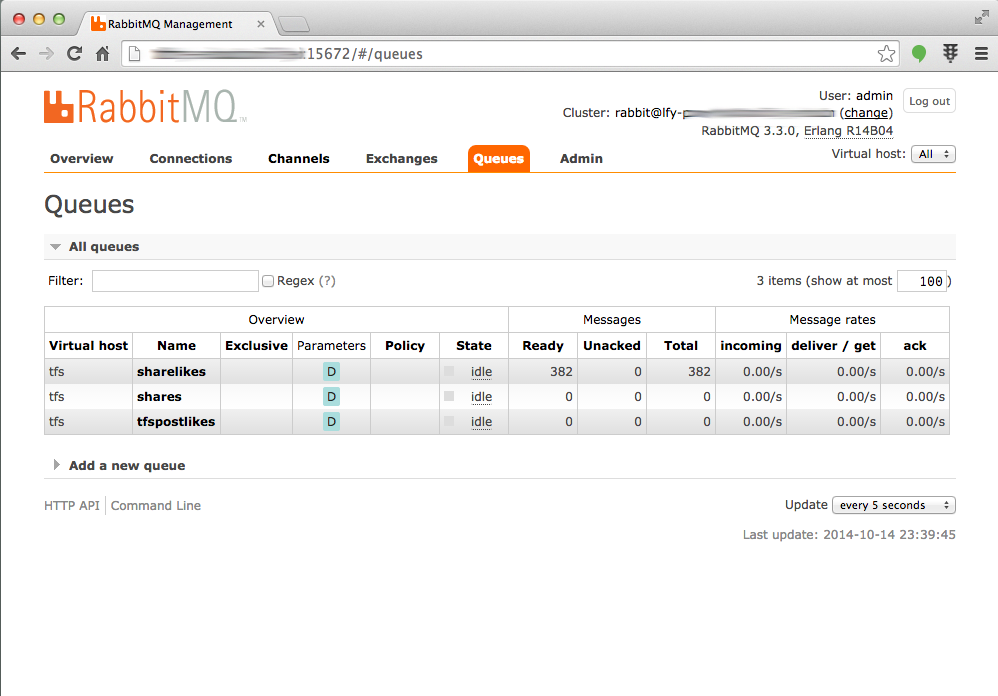 RabbitMQ Management
:15672/#/queues
RabbitMQ™
User: admin
Log out
Cluster: rabbit@lfy- (change)
RabbitMQ 3.3.0, Erlang R14B04
Overview Connections Channels Exchanges Queues Admin
Virtual host: All
Queues
All queues
Filter: Regex (?) 3 items (show at most 100 )
Overview Messages Message rates
Virtual host Name Exclusive Parameters Policy State Ready Unacked Total incoming deliver / get ack
tfs sharelikes D idle 382 0 382 0.00/s 0.00/s 0.00/s
tfs shares D idle 0 0 0 0.00/s 0.00/s 0.00/s
tfs tfspostlikes D idle 0 0 0 0.00/s 0.00/s 0.00/s
Add a new queue
HTTP API Command Line Update every 5 seconds
Last update: 2014-10-14 23:39:45